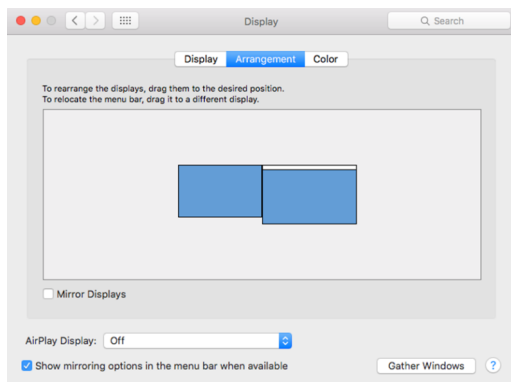 Display
Search
Display Arrangement Color
To rearrange the displays, drag them to the desired position.
To relocate the menu bar, drag it to a different display.
Mirror Displays
AirPlay Display: Off
Show mirroring options in the menu bar when available
Gather Windows ?